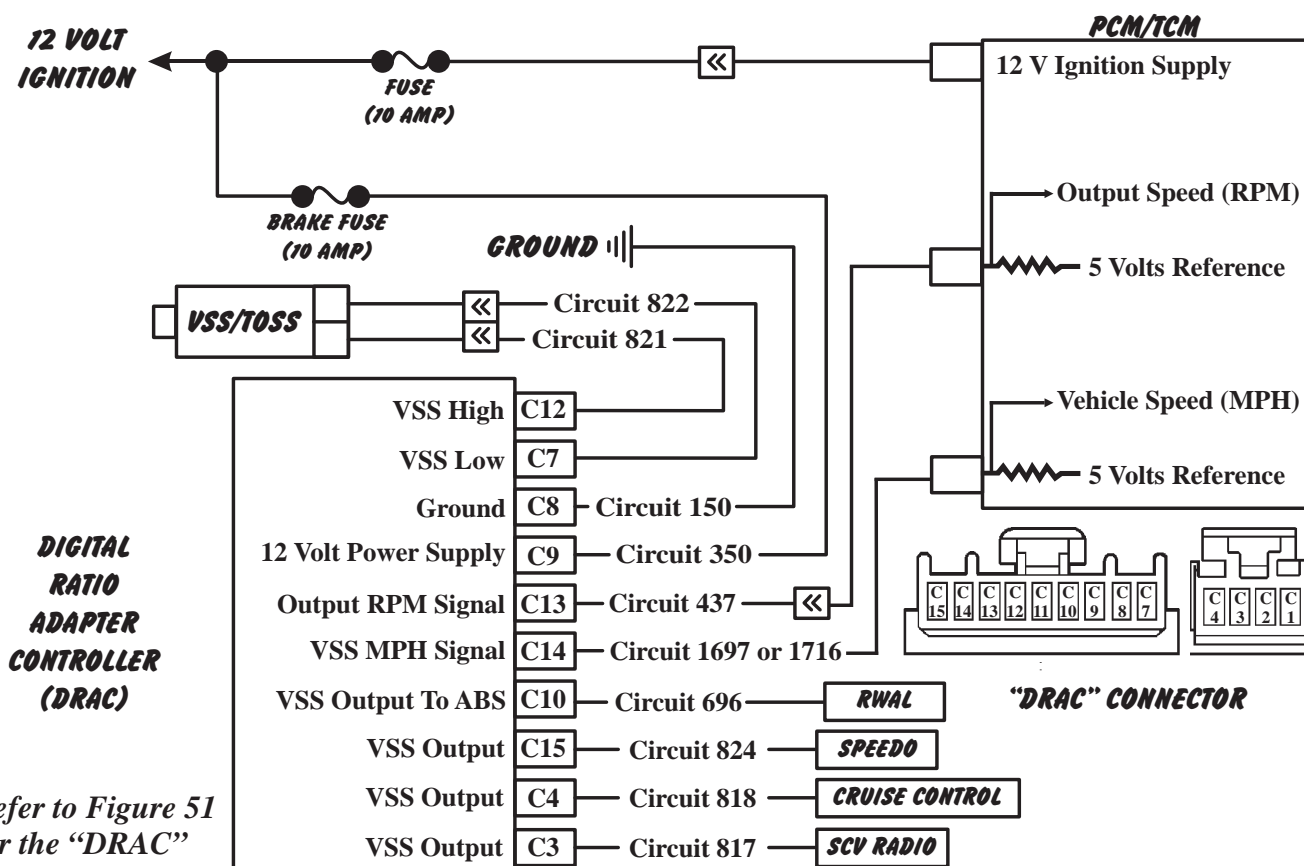 12 VOLT
IGNITION
FUSE
(10 AMP)
BRAKE FUSE
(10 AMP)
GROUND
PCM/TCM
12 V Ignition Supply
Output Speed (RPM)
5 Volts Reference
Vehicle Speed (MPH)
5 Volts Reference
VSS/TOSS
Circuit 822
Circuit 821
VSS High C12
VSS Low C7
Ground C8 Circuit 150
12 Volt Power Supply C9 Circuit 350
Output RPM Signal C13 Circuit 437
VSS MPH Signal C14 Circuit 1697 or 1716
VSS Output To ABS C10 Circuit 696 RWAL
VSS Output C15 Circuit 824 SPEEDO
VSS Output C4 Circuit 818 CRUISE CONTROL
VSS Output C3 Circuit 817 SCV RADIO
DIGITAL
RATIO
ADAPTER
CONTROLLER
(DRAC)
C 15 C 14 C 13 C 12 C 11 C 10 C 9 C 8 C 7
C 4 C 3 C 2 C 1
“DRAC” CONNECTOR
to Figure 51
the “DRAC”